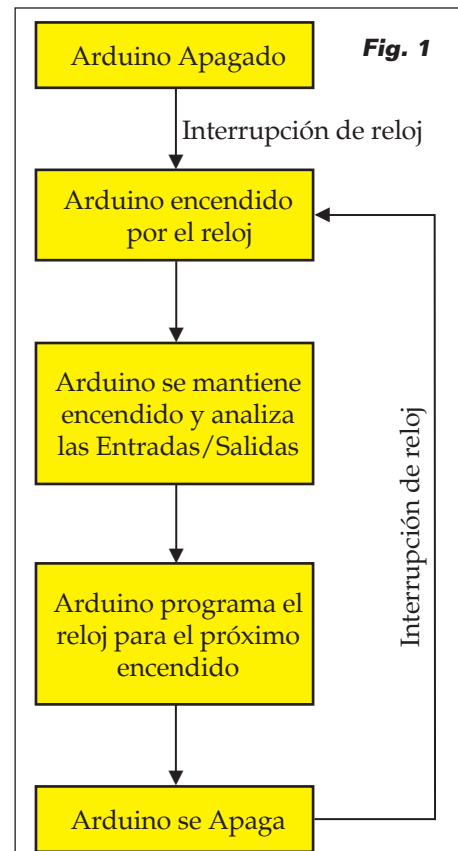 Arduino Apagado
Fig. 1
Interrupción de reloj
Arduino encendido
por el reloj
Arduino se mantiene
encendido y analiza
las Entradas/Salidas
Interrupción de reloj
Arduino programa el
reloj para el próximo
encendido
Arduino se Apaga